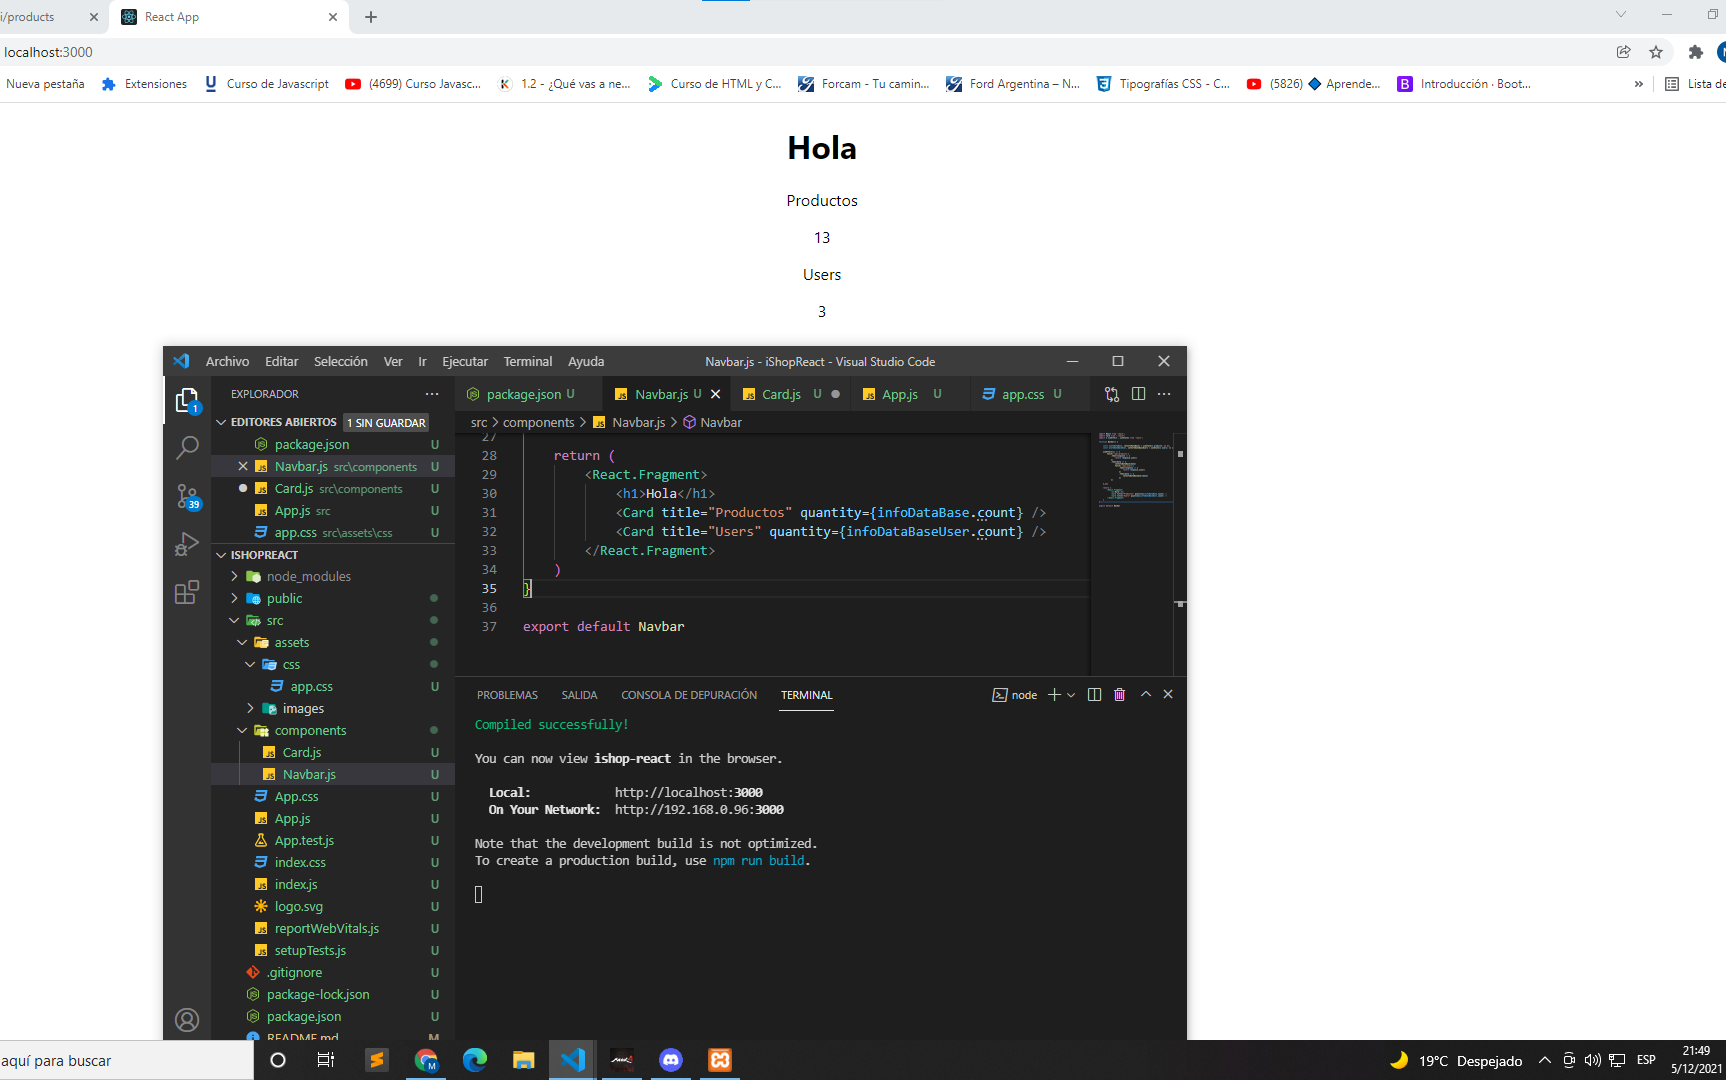 i/products
React App
localhost:3000
Nueva pestaña
Extensiones
Curso de Javascript
(4699) Curso Javasc...
1.2 - ¿Qué vas a ne...
Curso de HTML y C...
Forcam - Tu camin...
Ford Argentina – N...
Tipografías CSS - C...
(5826) 🔷 Aprende...
Introducción · Boot...
»
Lista de
Hola
Productos
13
Users
3
Archivo Editar Selección Ver Ir Ejecutar Terminal Ayuda
Navbar.js - iShopReact - Visual Studio Code
EXPLORADOR
EDITORES ABIERTOS 1 SIN GUARDAR
package.json U
Navbar.js src\components U
Card.js src\components U
App.js src U
app.css src\assets\css U
ISHOPREACT
node_modules
public
src
assets
css
app.css U
images
components
Card.js U
Navbar.js U
App.css U
App.js U
App.test.js U
index.css U
index.js U
logo.svg U
reportWebVitals.js U
setupTests.js U
.gitignore U
package-lock.json U
package.json U
README.md M
1
39
package.json U
Navbar.js U
Card.js U
App.js U
app.css U
src > components > Navbar.js > Navbar
27
28 return (
29 <React.Fragment>
30 <h1>Hola</h1>
31 <Card title="Productos" quantity={infoDataBase.count} />
32 <Card title="Users" quantity={infoDataBaseUser.count} />
33 </React.Fragment>
34 )
35 }
36
37 export default Navbar
PROBLEMAS SALIDA CONSOLA DE DEPURACIÓN TERMINAL
node
Compiled successfully!
You can now view ishop-react in the browser.
Local: http://localhost:3000
On Your Network: http://192.168.0.96:3000
Note that the development build is not optimized.
To create a production build, use npm run build.
aquí para buscar
19°C Despejado
ESP
21:49
5/12/2021